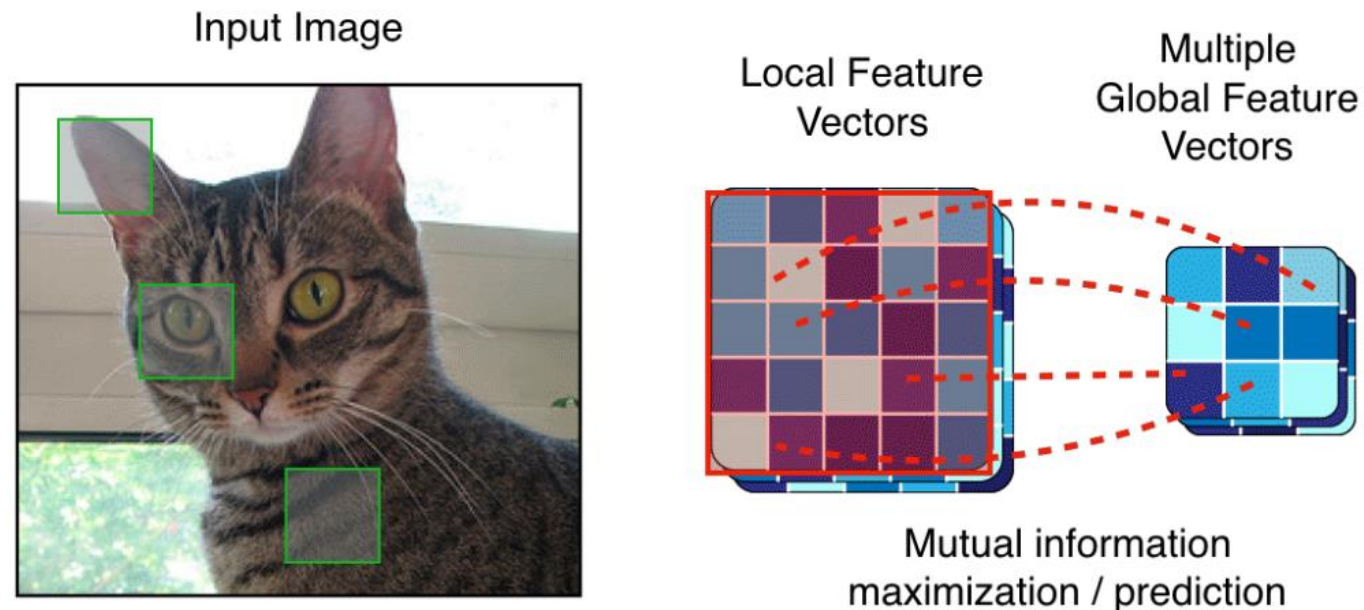 Input Image
Local Feature
Vectors
Multiple
Global Feature
Vectors
Mutual information
maximization / prediction